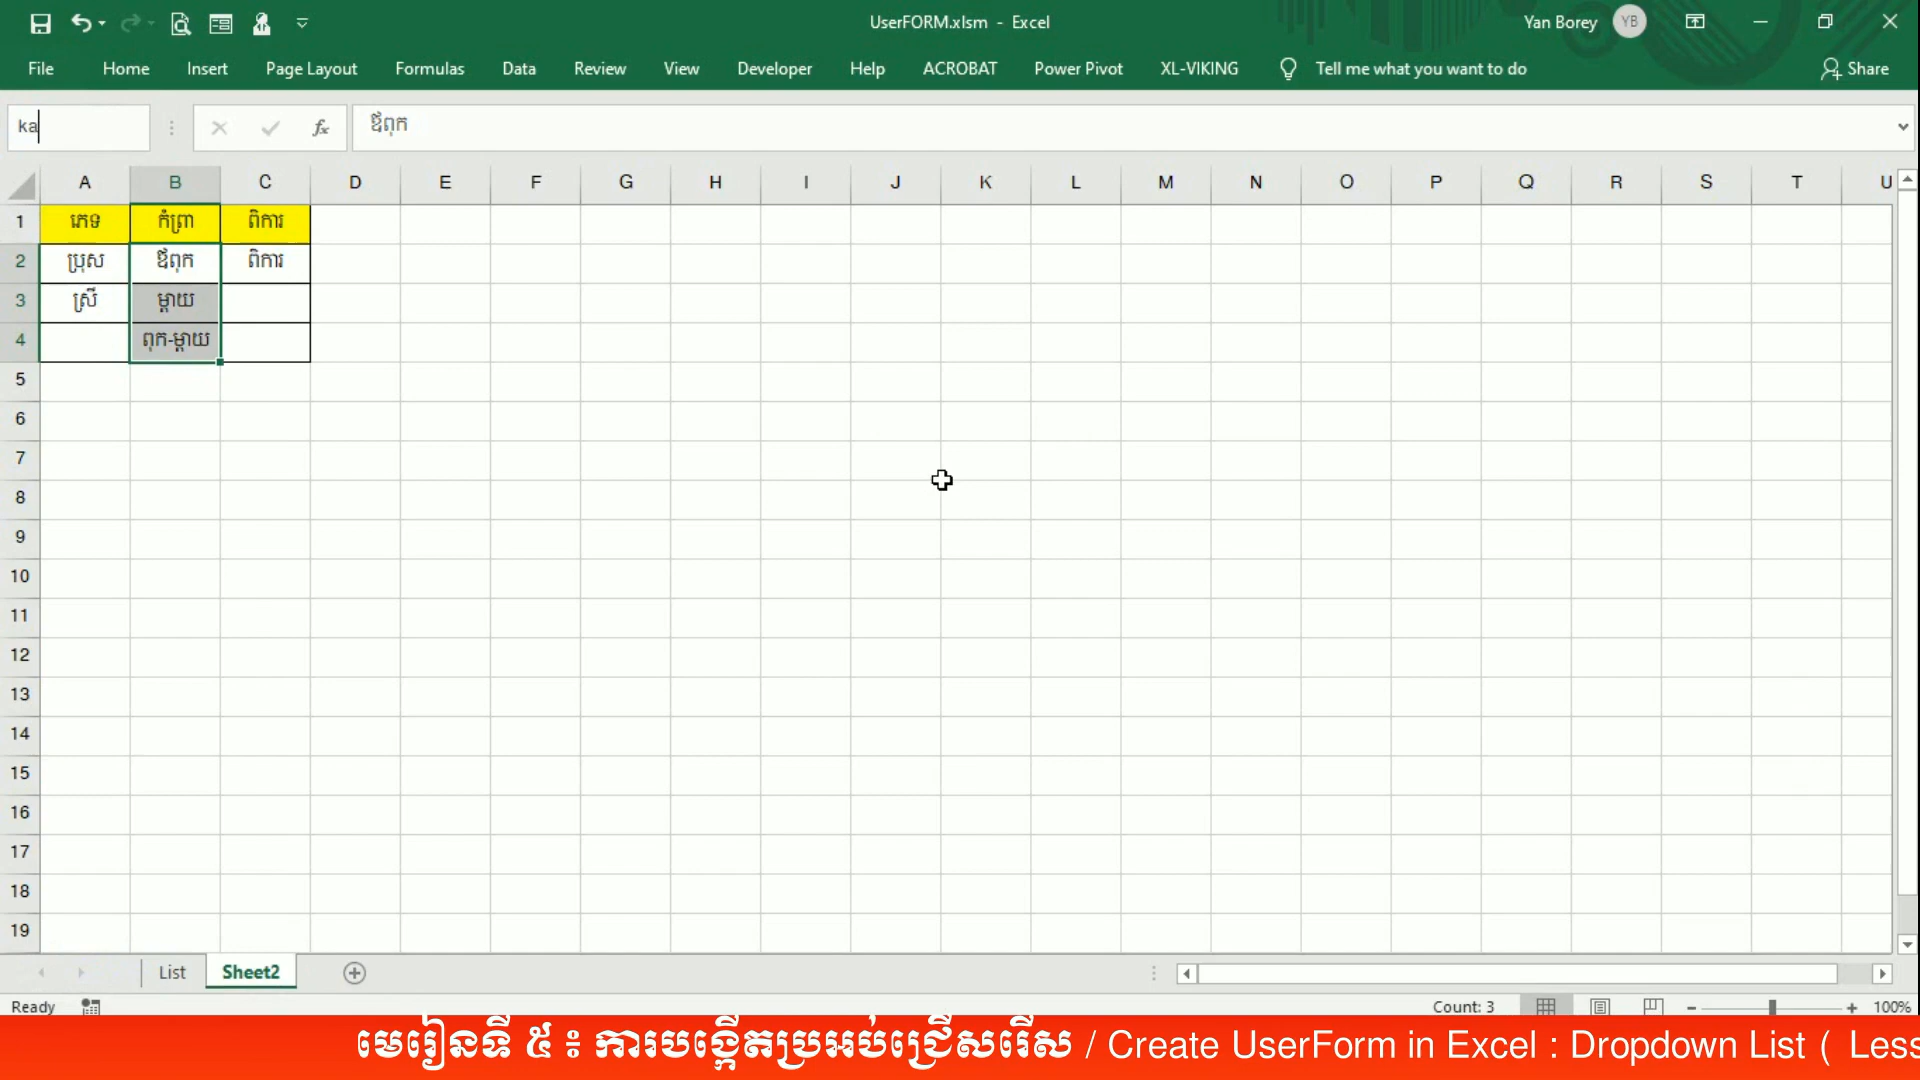 UserFORM.xlsm - Excel
Yan Borey YB
File Home Insert Page Layout Formulas Data Review View Developer Help ACROBAT Power Pivot XL-VIKING Tell me what you want to do Share
ka fx ឪពុក
A B C D E F G H I J K L M N O P Q R S T U
1 ភេទ កំព្រា ពិការ
2 ប្រុស ឪពុក ពិការ
3 ស្រី ម្ដាយ
4 ពុក-ម្ដាយ
5
6
7
8
9
10
11
12
13
14
15
16
17
18
19
List Sheet2
Ready Count: 3 100%
មេរៀនទី ៥ ៖ ការបង្កើតប្រអប់ជ្រើសរើស / Create UserForm in Excel : Dropdown List ( Less